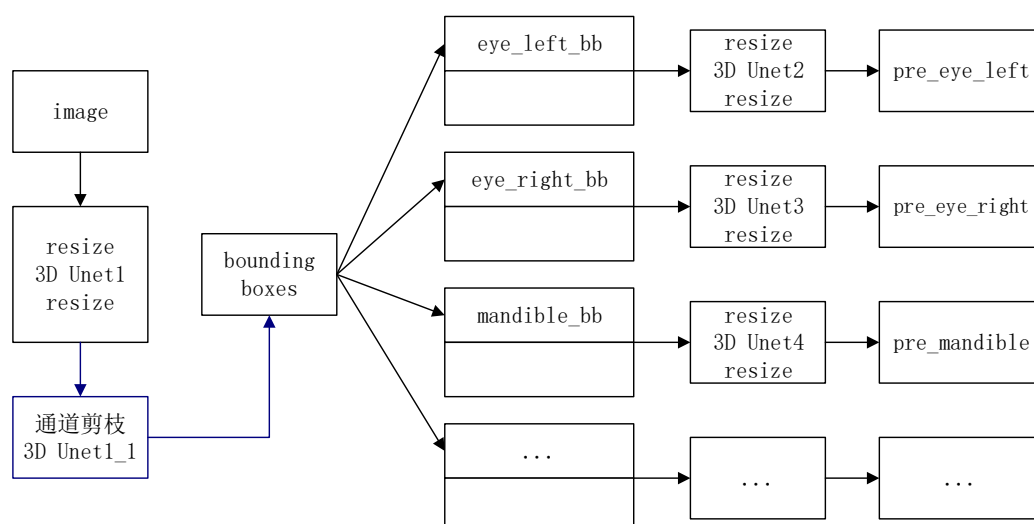 image
resize
3D Unet1
resize
通道剪枝
3D Unet1_1
bounding
boxes
eye_left_bb
resize
3D Unet2
resize
pre_eye_left
eye_right_bb
resize
3D Unet3
resize
pre_eye_right
mandible_bb
resize
3D Unet4
resize
pre_mandible
...
...
...